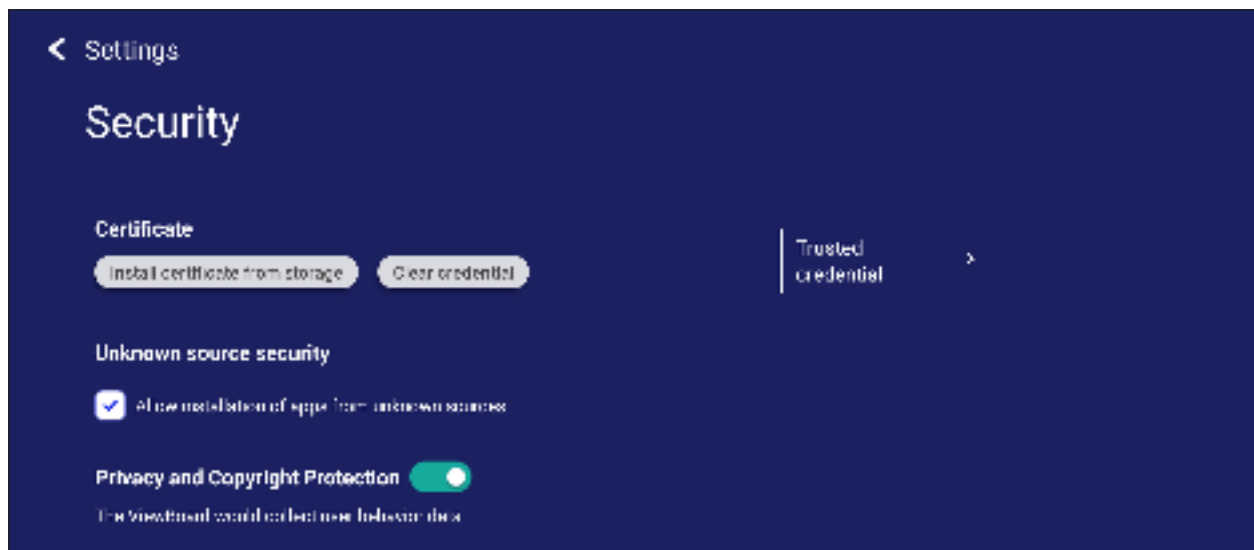 Settings
Security
Certificate
Install certificate from storage
Clear credential
Trusted
credential
Unknown source security
Allow installation of apps from unknown sources
Privacy and Copyright Protection
The ViewBoard would collect user behavior data